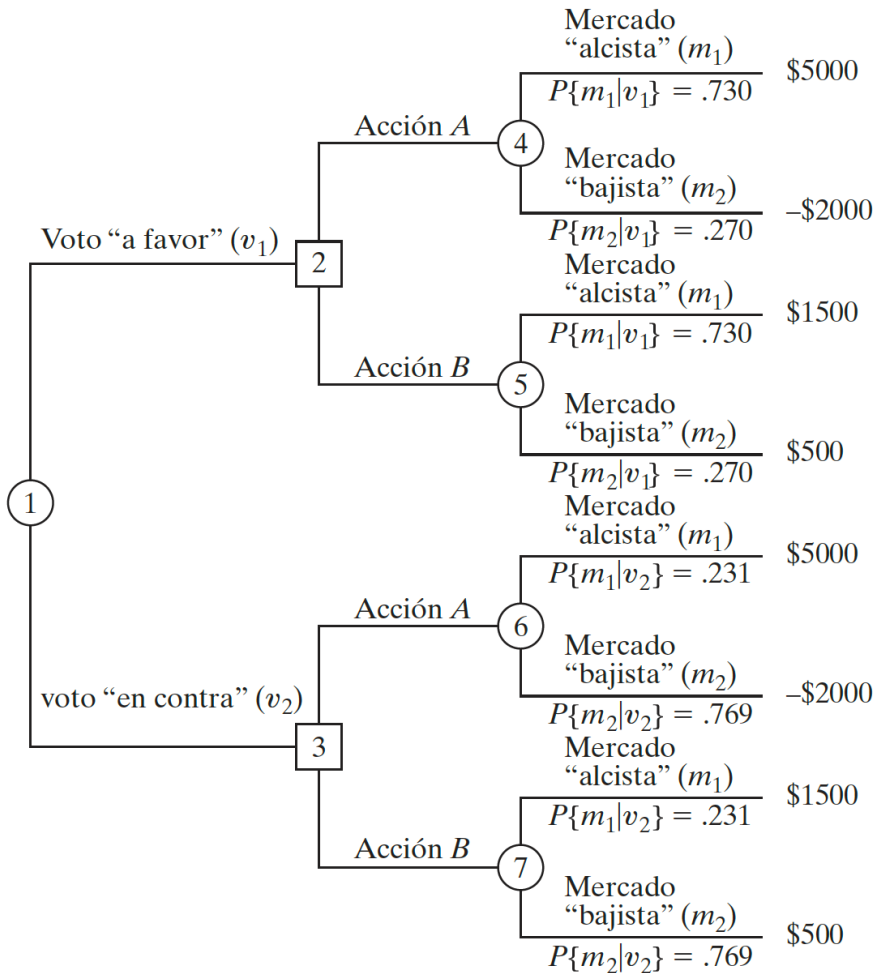 Mercado
“alcista” (m₁)
$5000
P{m₁|v₁} = .730
Acción A
4
Mercado
“bajista” (m₂)
–$2000
P{m₂|v₁} = .270
Voto “a favor” (v₁)
2
Mercado
“alcista” (m₁)
$1500
P{m₁|v₁} = .730
Acción B
5
Mercado
“bajista” (m₂)
$500
P{m₂|v₁} = .270
1
Mercado
“alcista” (m₁)
$5000
P{m₁|v₂} = .231
Acción A
6
Mercado
“bajista” (m₂)
–$2000
P{m₂|v₂} = .769
voto “en contra” (v₂)
3
Mercado
“alcista” (m₁)
$1500
P{m₁|v₂} = .231
Acción B
7
Mercado
“bajista” (m₂)
$500
P{m₂|v₂} = .769